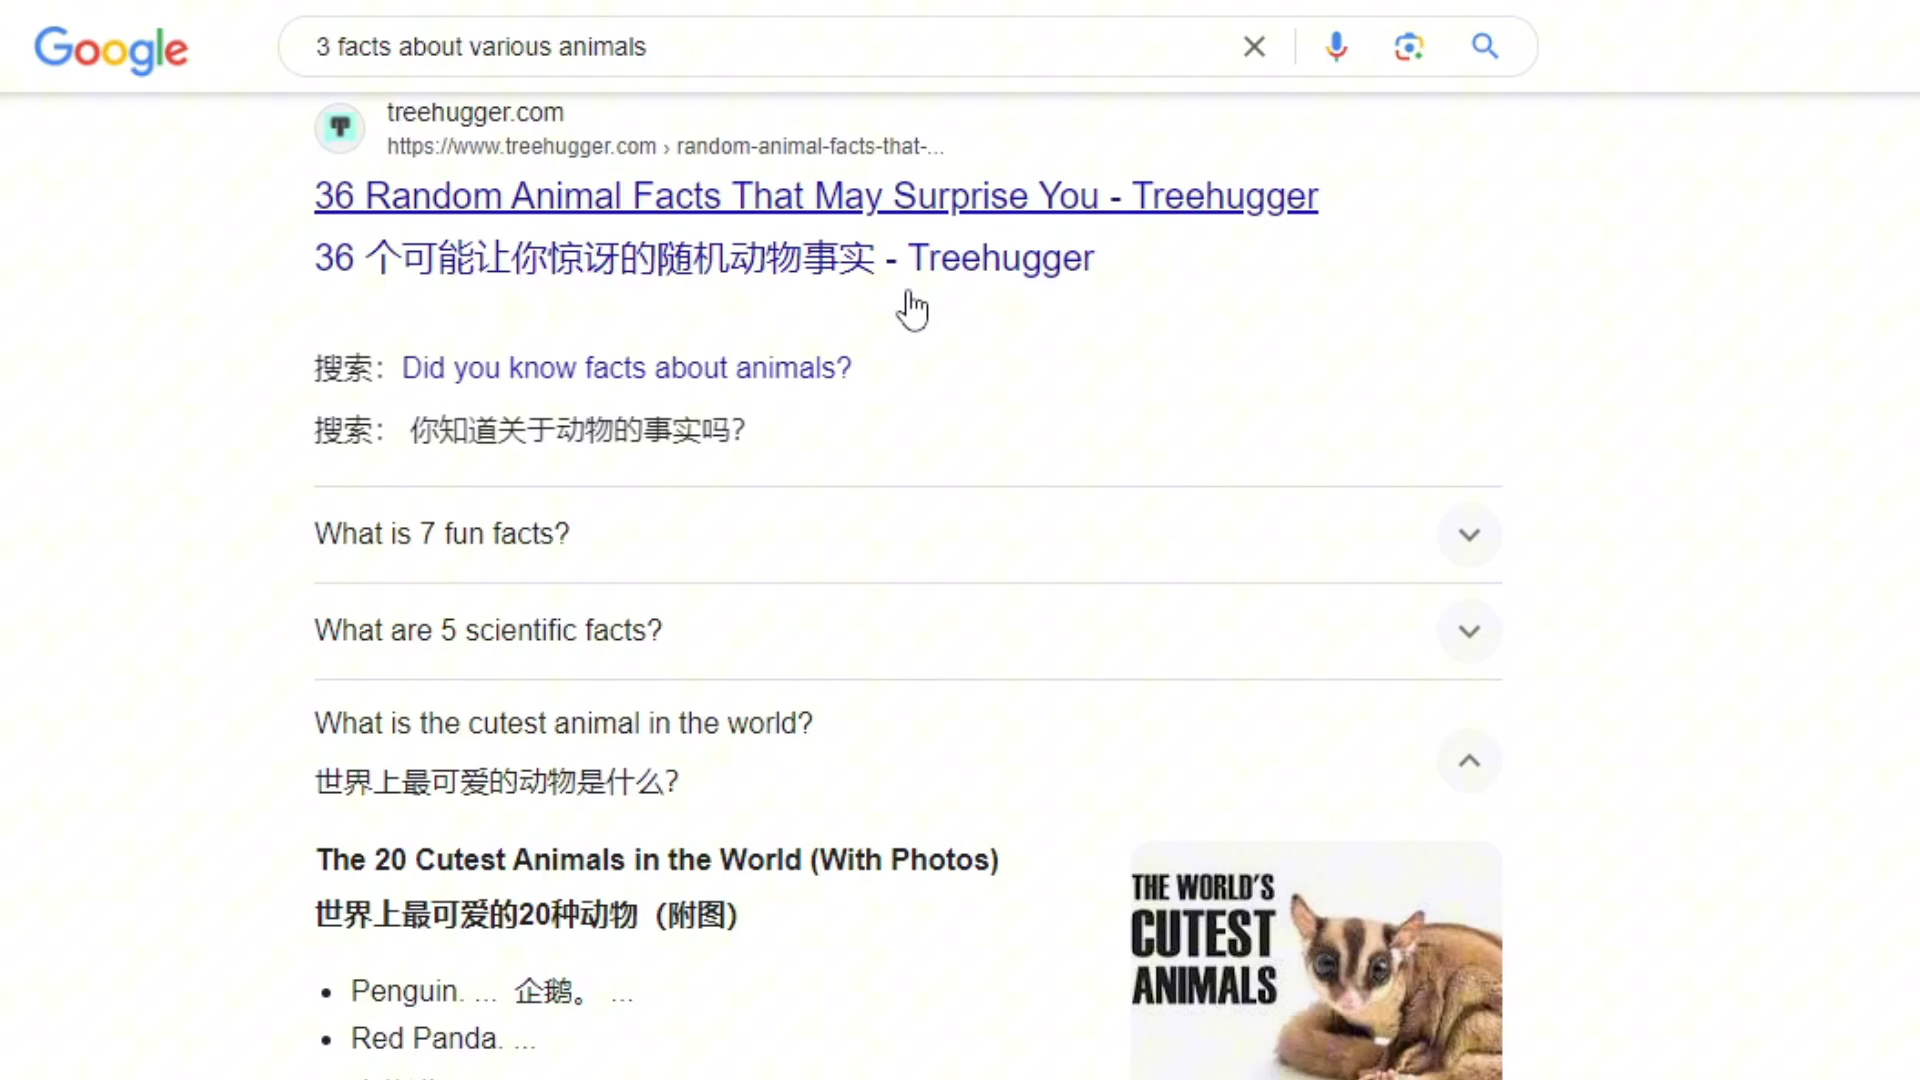 Google
3 facts about various animals
treehugger.com
https://www.treehugger.com › random-animal-facts-that-...
36 Random Animal Facts That May Surprise You - Treehugger
36 个可能让你惊讶的随机动物事实 - Treehugger
搜索： Did you know facts about animals?
搜索： 你知道关于动物的事实吗？
What is 7 fun facts?
What are 5 scientific facts?
What is the cutest animal in the world?
世界上最可爱的动物是什么？
The 20 Cutest Animals in the World (With Photos)
世界上最可爱的20种动物（附图）
THE WORLD'S
CUTEST
ANIMALS
Penguin. ... 企鹅。 ...
Red Panda. ...